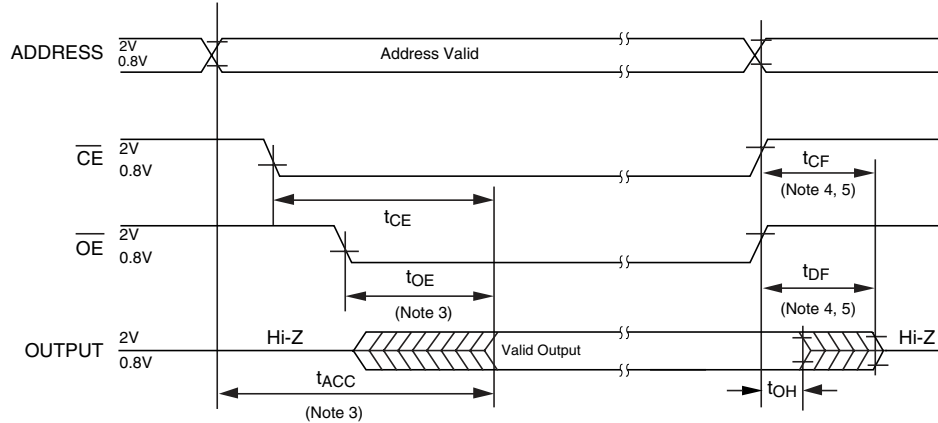 ADDRESS 2V Address Valid
0.8V
CE 2V tCF
0.8V (Note 4, 5)
tCE
OE 2V
0.8V tOE tDF
(Note 3) (Note 4, 5)
OUTPUT 2V Hi-Z Valid Output Hi-Z
0.8V
tACC tOH
(Note 3)